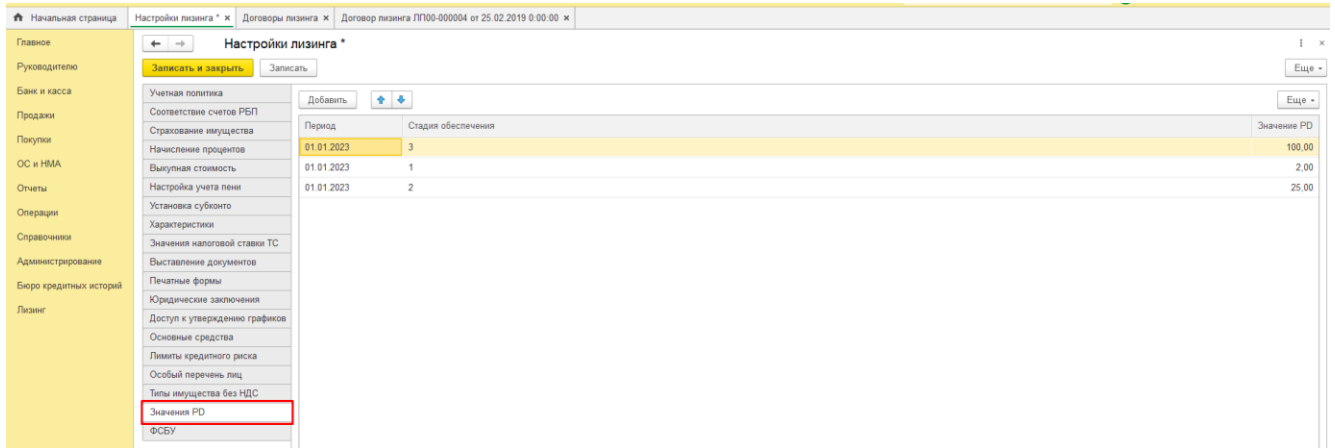 Начальная страница
Настройки лизинга * ×
Договоры лизинга ×
Договор лизинга ЛП00-000004 от 25.02.2019 0:00:00 ×
Главное
Руководителю
Банк и касса
Продажи
Покупки
ОС и НМА
Отчеты
Операции
Справочники
Администрирование
Бюро кредитных историй
Лизинг
Настройки лизинга *
Записать и закрыть
Записать
Еще
Учетная политика
Соответствие счетов РБП
Страхование имущества
Начисление процентов
Выкупная стоимость
Настройка учета пени
Установка субконто
Характеристики
Значения налоговой ставки ТС
Выставление документов
Печатные формы
Юридические заключения
Доступ к утверждению графиков
Основные средства
Лимиты кредитного риска
Особый перечень лиц
Типы имущества без НДС
Значения PD
ФСБУ
Добавить
Еще
Период Стадия обеспечения Значение PD
01.01.2023 3 100,00
01.01.2023 1 2,00
01.01.2023 2 25,00